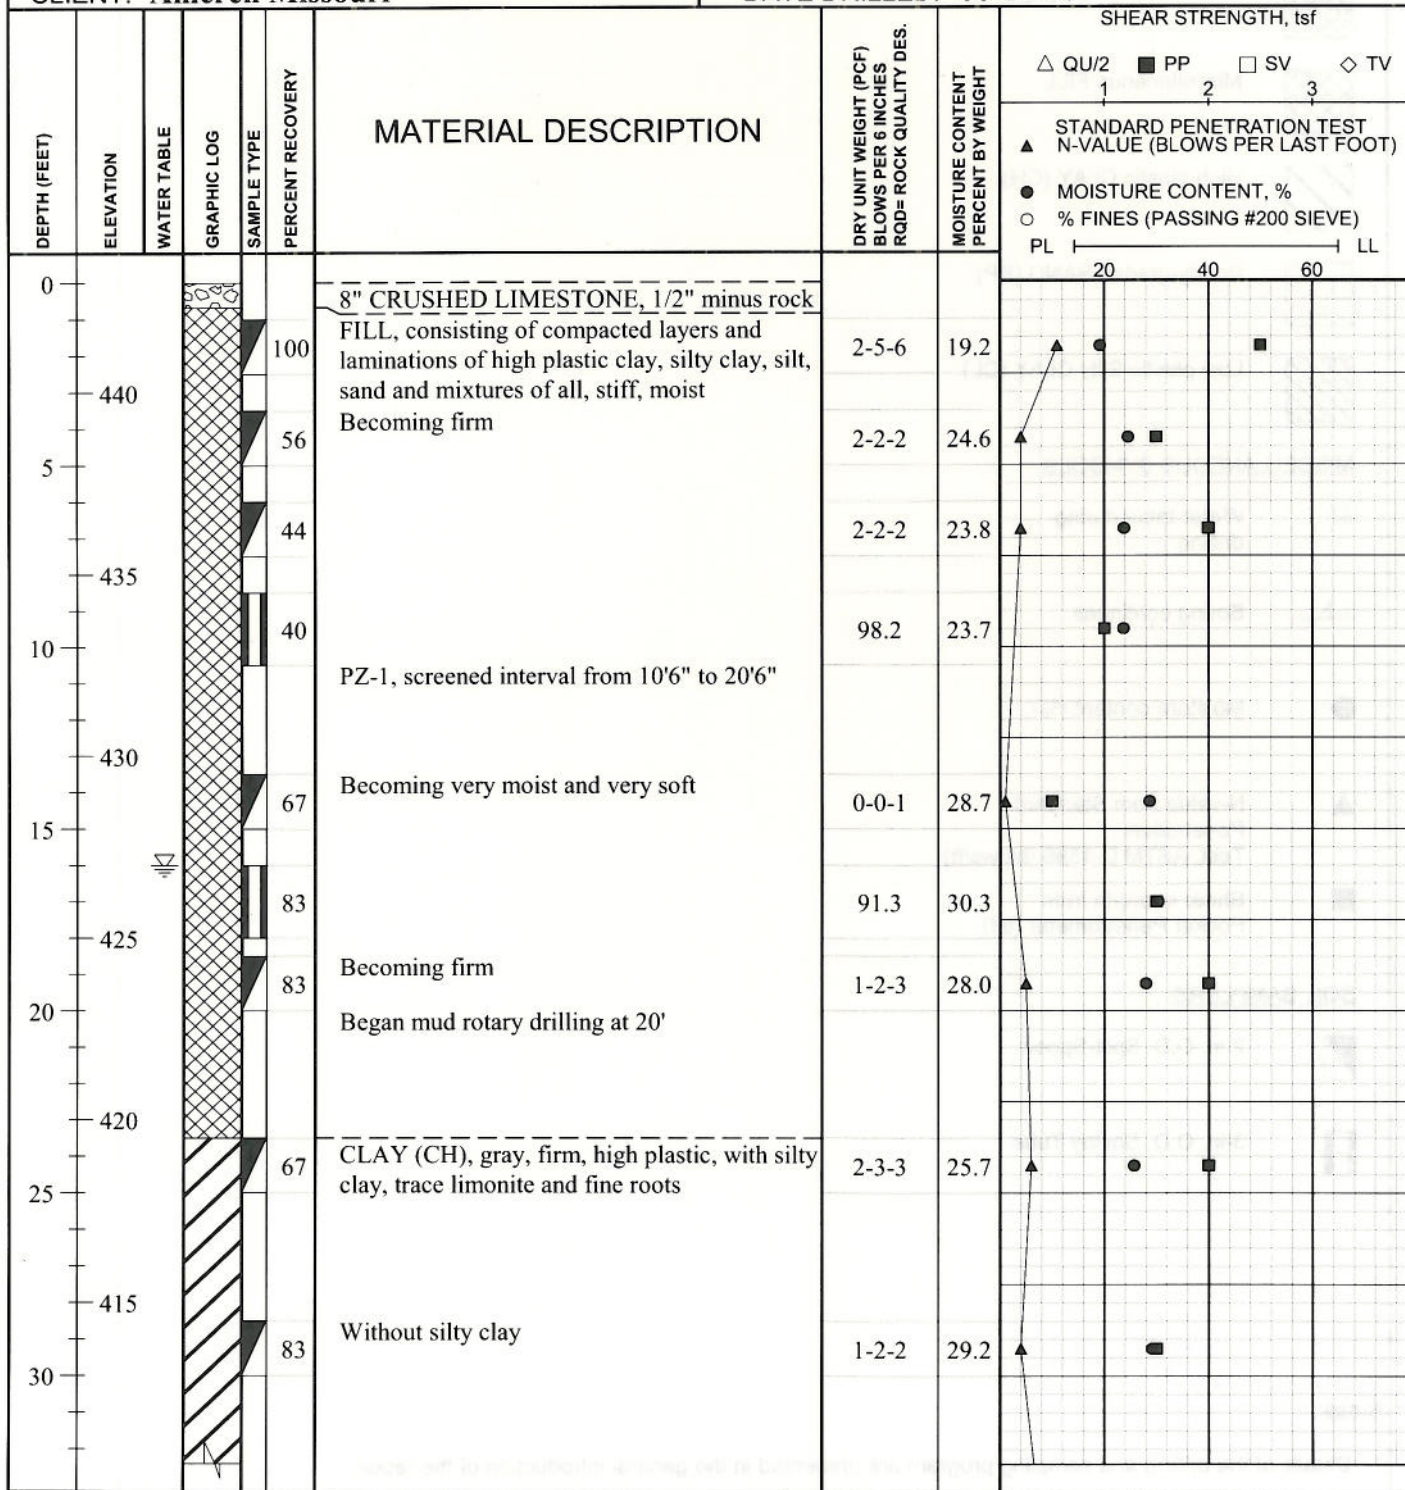 SHEAR STRENGTH, tsf
△ QU/2 ■ PP □ SV ◇ TV
1 2 3
STANDARD PENETRATION TEST
▲ N-VALUE (BLOWS PER LAST FOOT)
● MOISTURE CONTENT, %
○ % FINES (PASSING #200 SIEVE)
PL LL
20 40 60
DEPTH (FEET)
ELEVATION
WATER TABLE
GRAPHIC LOG
SAMPLE TYPE
PERCENT RECOVERY
MATERIAL DESCRIPTION
DRY UNIT WEIGHT (PCF)
BLOWS PER 6 INCHES
RQD= ROCK QUALITY DES.
MOISTURE CONTENT
PERCENT BY WEIGHT
0
8" CRUSHED LIMESTONE, 1/2" minus rock
FILL, consisting of compacted layers and
100 laminations of high plastic clay, silty clay, silt, 2-5-6 19.2
sand and mixtures of all, stiff, moist
440
Becoming firm
56 2-2-2 24.6
5
44 2-2-2 23.8
435
40 98.2 23.7
10
PZ-1, screened interval from 10'6" to 20'6"
430
Becoming very moist and very soft
67 0-0-1 28.7
15
83 91.3 30.3
425
Becoming firm
83 1-2-3 28.0
20
Began mud rotary drilling at 20'
420
CLAY (CH), gray, firm, high plastic, with silty
67 2-3-3 25.7
clay, trace limonite and fine roots
25
415
Without silty clay
83 1-2-2 29.2
30